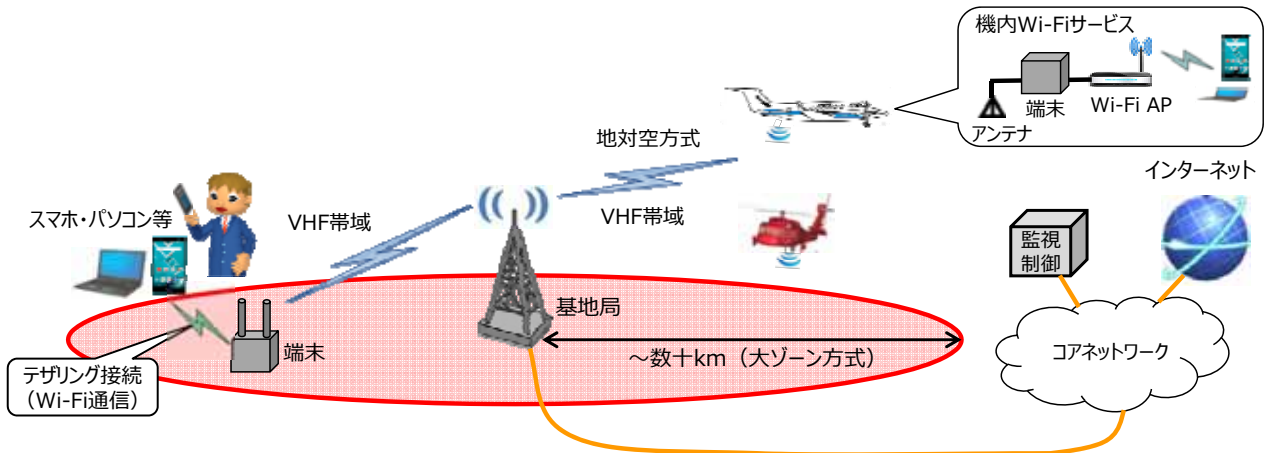 機内Wi-Fiサービス
端末
Wi-Fi AP
アンテナ
地対空方式
インターネット
スマホ・パソコン等
VHF帯域
VHF帯域
監視
制御
基地局
端末
～数十km（大ゾーン方式）
コアネットワーク
テザリング接続
（Wi-Fi通信）